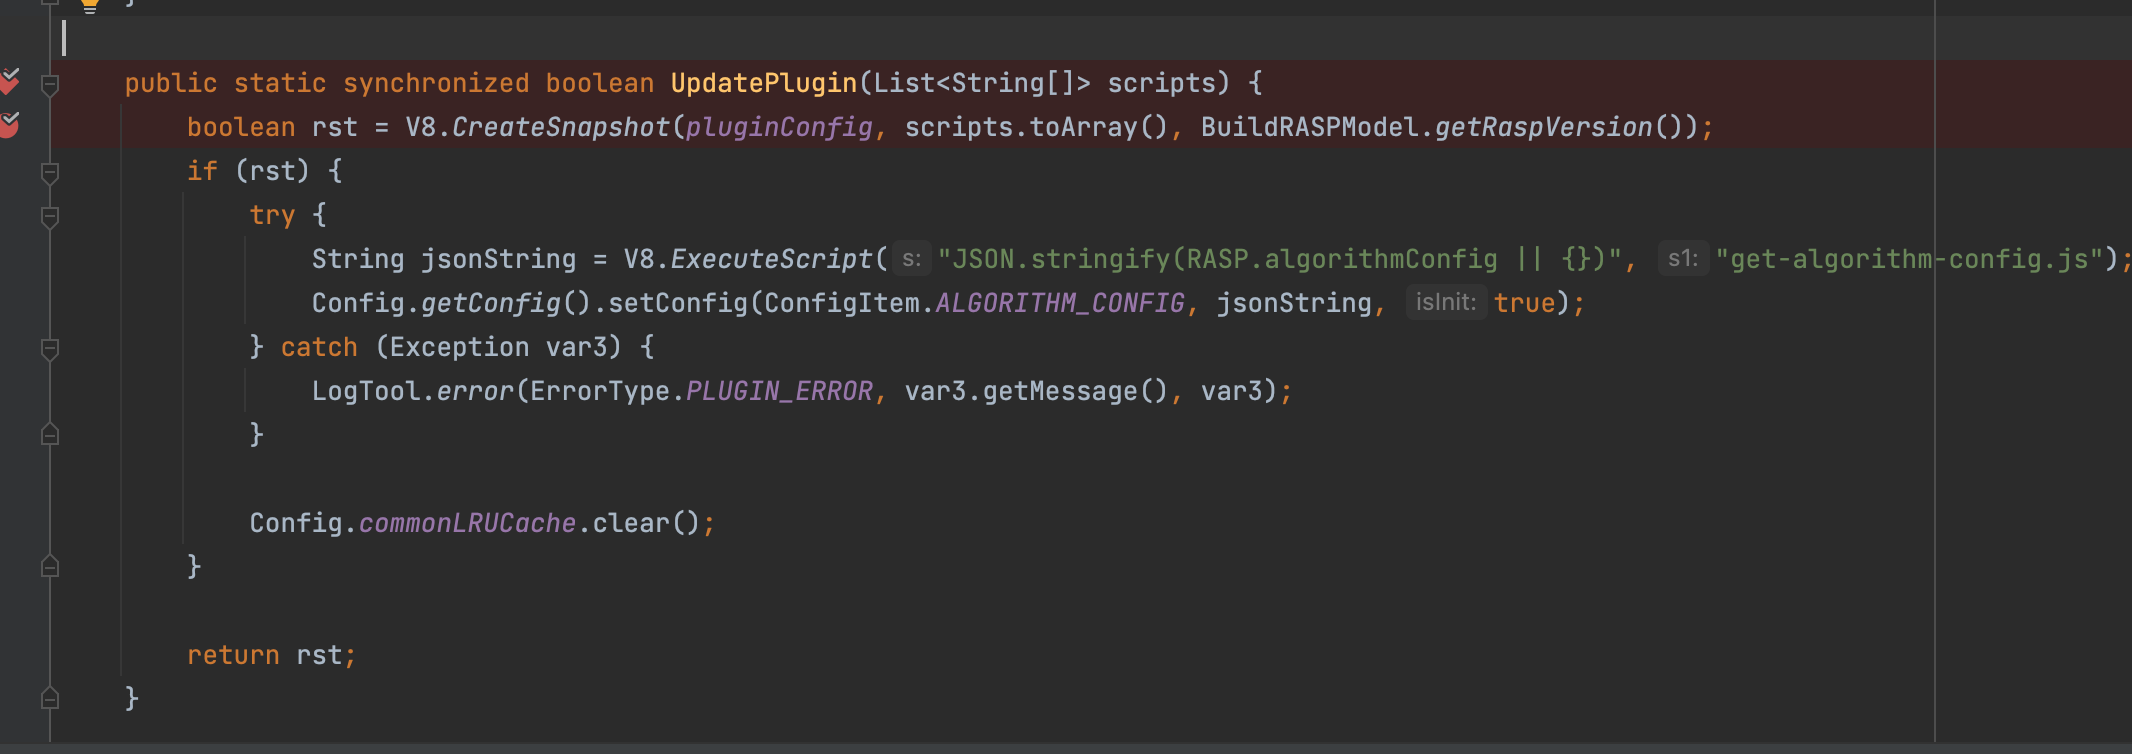 }
public static synchronized boolean UpdatePlugin(List<String[]> scripts) {
boolean rst = V8.CreateSnapshot(pluginConfig, scripts.toArray(), BuildRASPModel.getRaspVersion());
if (rst) {
try {
String jsonString = V8.ExecuteScript( s: "JSON.stringify(RASP.algorithmConfig || {})", s1: "get-algorithm-config.js");
Config.getConfig().setConfig(ConfigItem.ALGORITHM_CONFIG, jsonString, isInit: true);
} catch (Exception var3) {
LogTool.error(ErrorType.PLUGIN_ERROR, var3.getMessage(), var3);
}
Config.commonLRUCache.clear();
}
return rst;
}